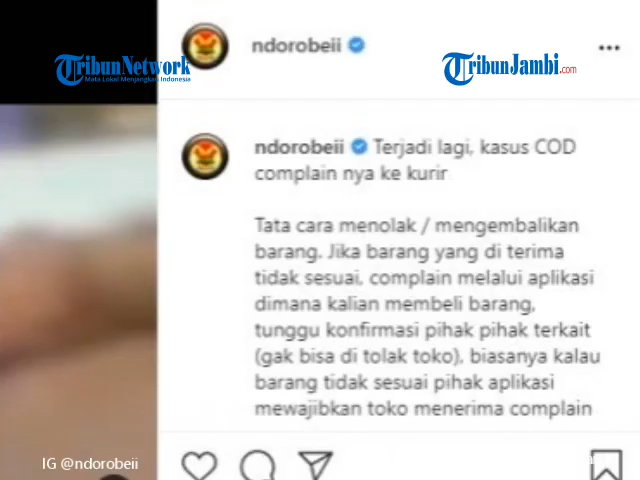 ndorobeii
TribunNetwork
Mata Lokal Menjangkau Indonesia
TribunJambi.com
ndorobeii Terjadi lagi, kasus COD
complain nya ke kurir
Tata cara menolak / mengembalikan
barang. Jika barang yang di terima
tidak sesuai, complain melalui aplikasi
dimana kalian membeli barang,
tunggu konfirmasi pihak pihak terkait
(gak bisa di tolak toko), biasanya kalau
barang tidak sesuai pihak aplikasi
mewajibkan toko menerima complain
IG @ndorobeii